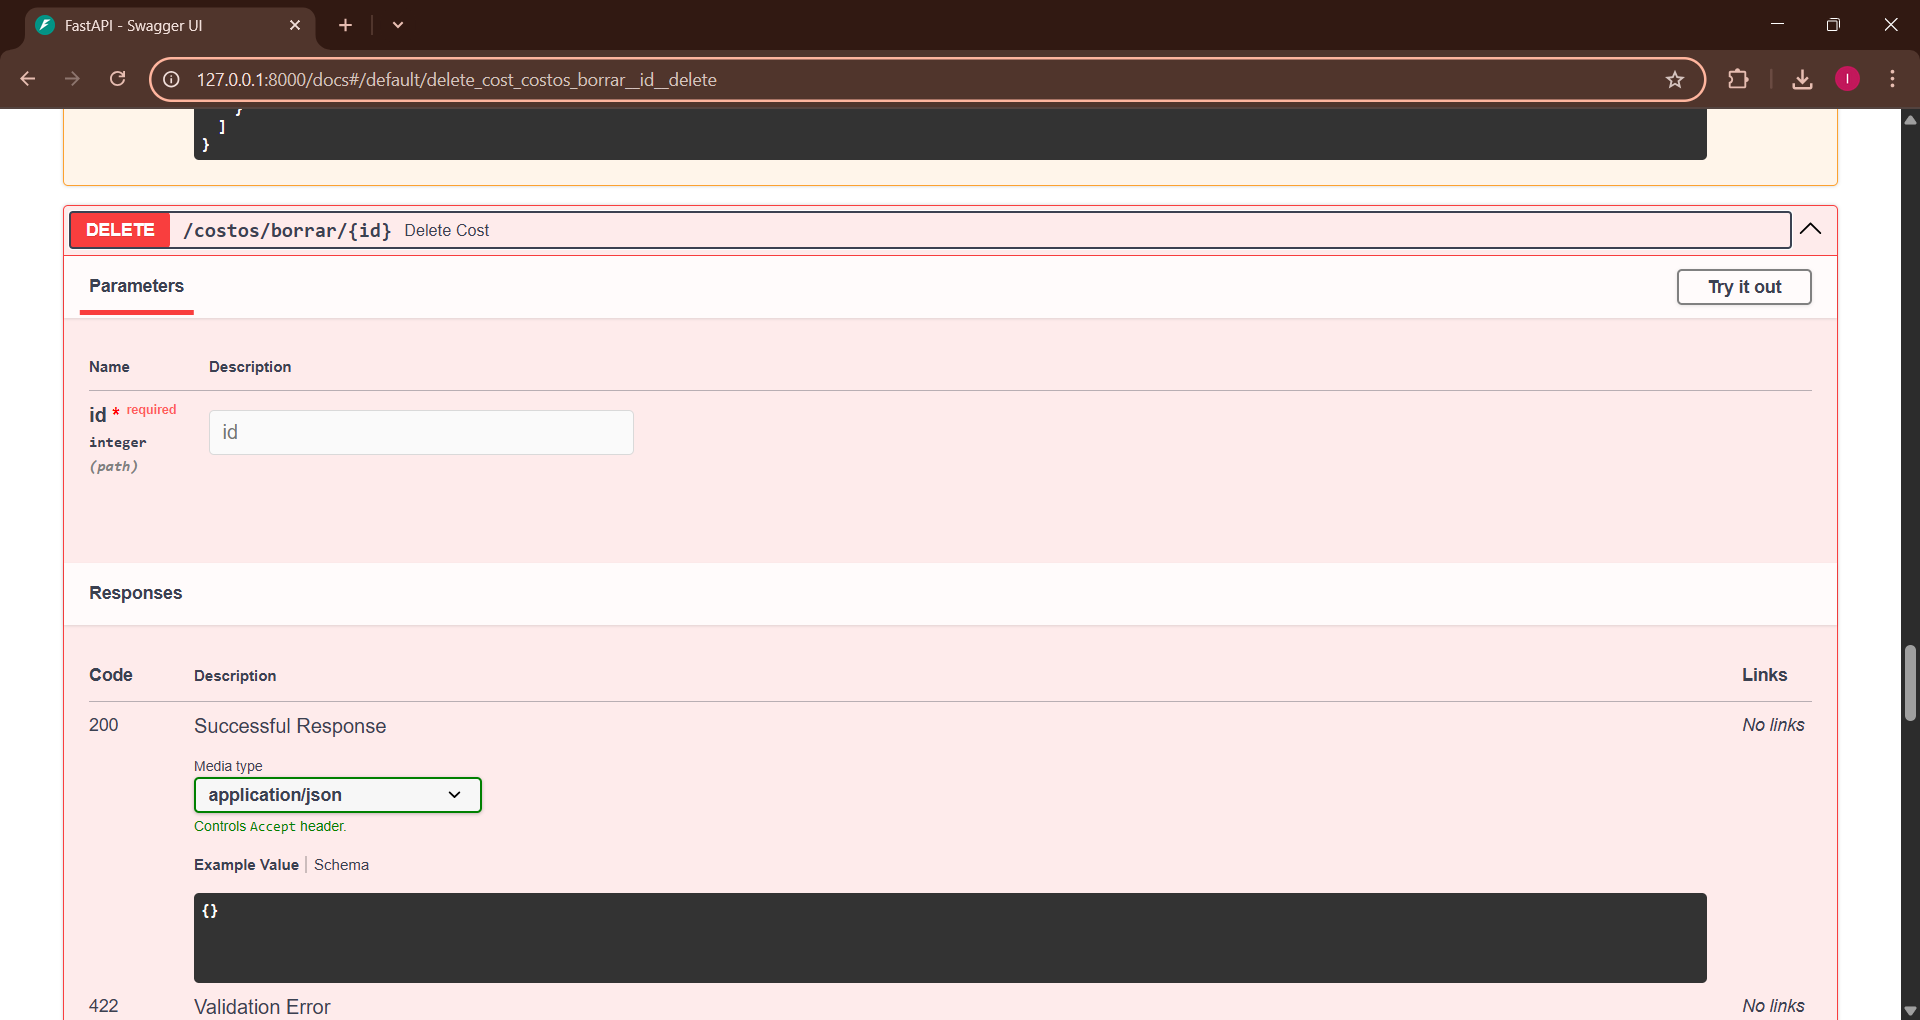 FastAPI - Swagger UI
127.0.0.1:8000/docs#/default/delete_cost_costos_borrar__id__delete
I
}
]
}
DELETE /costos/borrar/{id} Delete Cost
Parameters
Try it out
Name Description
id * required
integer
(path)
id
Responses
Code Description Links
200 Successful Response No links
Media type
application/json
Controls Accept header.
Example Value | Schema
{}
422 Validation Error No links